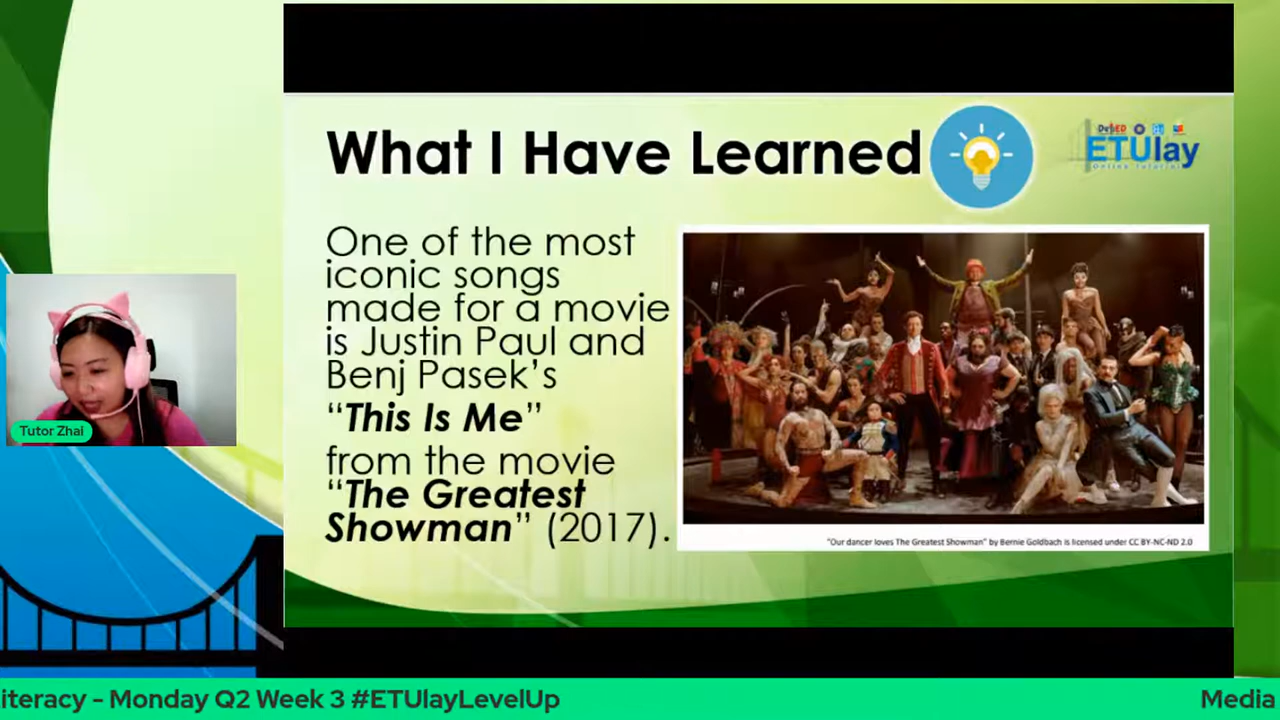 What I Have Learned
DepED
ETUlay
Online Tutorial
One of the most
iconic songs
made for a movie
is Justin Paul and
Benj Pasek's
“This Is Me”
from the movie
“The Greatest
Showman” (2017).
"Our dancer loves The Greatest Showman" by Bernie Goldbach is licensed under CC BY-NC-ND 2.0
Tutor Zhai
iteracy - Monday Q2 Week 3 #ETUlayLevelUp
Media